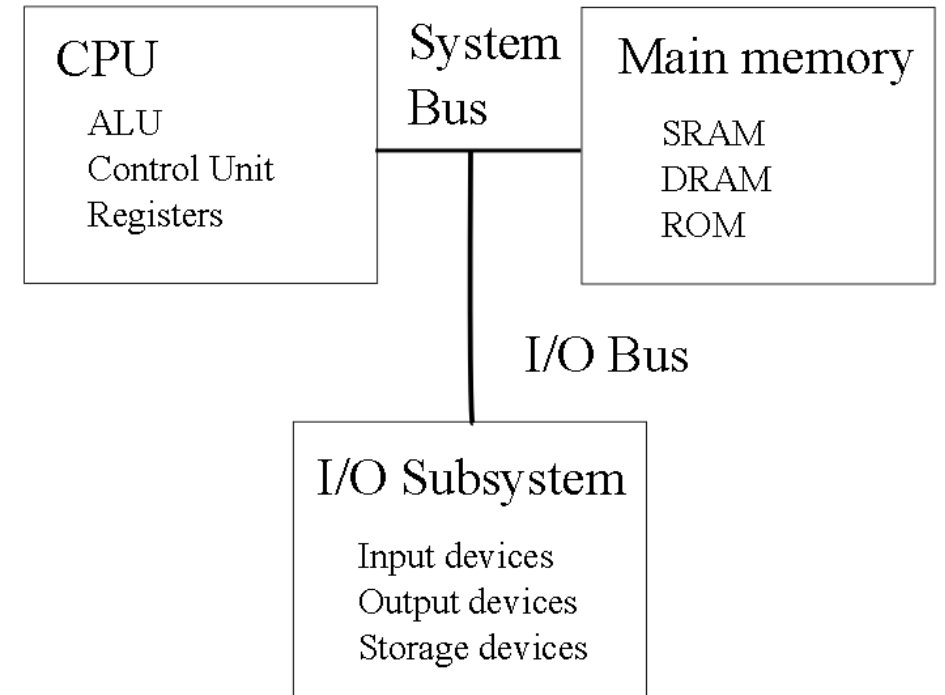 CPU
ALU
Control Unit
Registers
System
Bus
Main memory
SRAM
DRAM
ROM
I/O Bus
I/O Subsystem
Input devices
Output devices
Storage devices